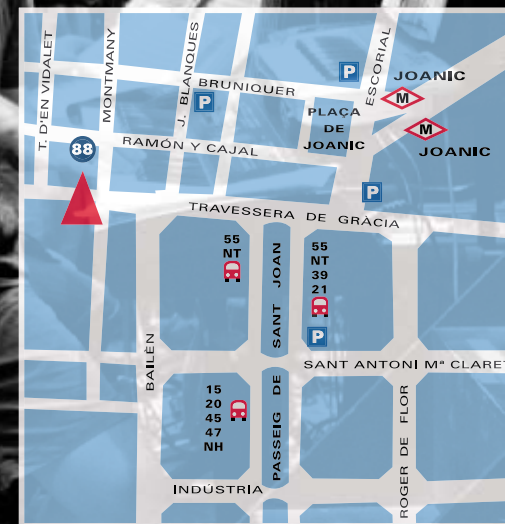 T. D'EN VIDALET
MONTMANY
J. BLANQUES
ESCORIAL
BRUNIQUER
P
P
JOANIC
M
M
JOANIC
PLAÇA
DE
JOANIC
88
RAMÓN Y CAJAL
P
TRAVESSERA DE GRÀCIA
55
NT
55
NT
39
21
P
PASSEIG DE SANT JOAN
BAILÈN
SANT ANTONI Mª CLARET
15
20
45
47
NH
ROGER DE FLOR
INDÚSTRIA